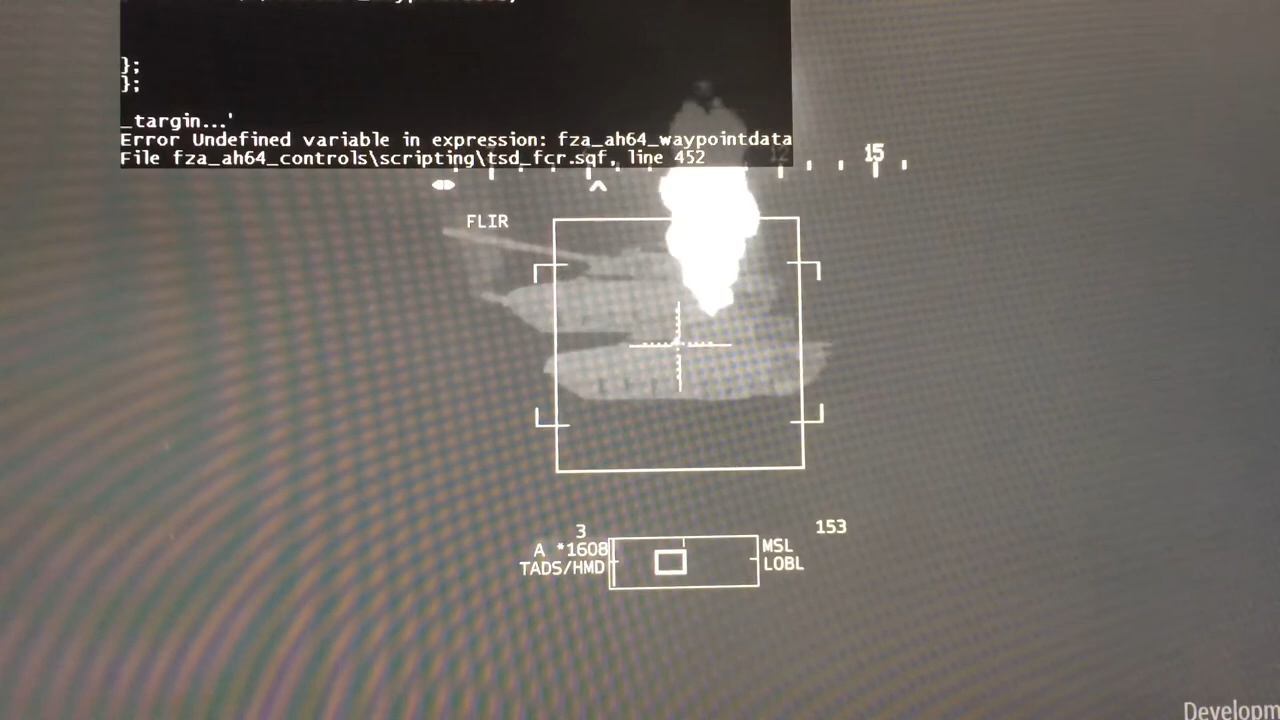 };
};
_targin...'
Error Undefined variable in expression: fza_ah64_waypointdata
File fza_ah64_controls\scripting\tsd_fcr.sqf, line 452
12
15
FLIR
3
153
A *1608
MSL
TADS/HMD
LOBL
Developm